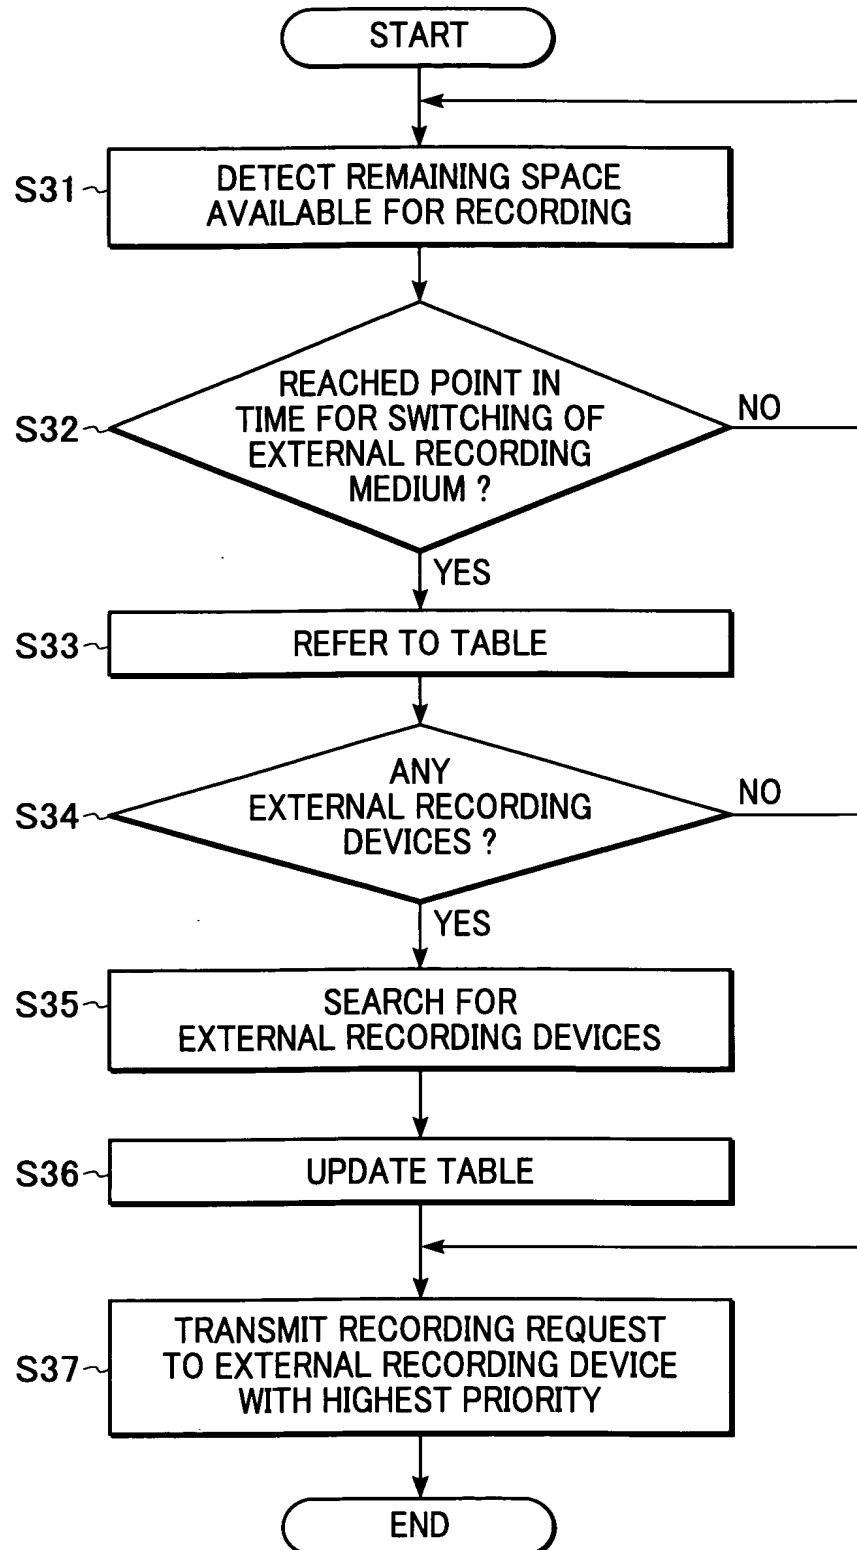 START
S31
DETECT REMAINING SPACE
AVAILABLE FOR RECORDING
S32
REACHED POINT IN
TIME FOR SWITCHING OF
EXTERNAL RECORDING
MEDIUM ?
NO
YES
S33
REFER TO TABLE
S34
ANY
EXTERNAL RECORDING
DEVICES ?
NO
YES
S35
SEARCH FOR
EXTERNAL RECORDING DEVICES
S36
UPDATE TABLE
S37
TRANSMIT RECORDING REQUEST
TO EXTERNAL RECORDING DEVICE
WITH HIGHEST PRIORITY
END